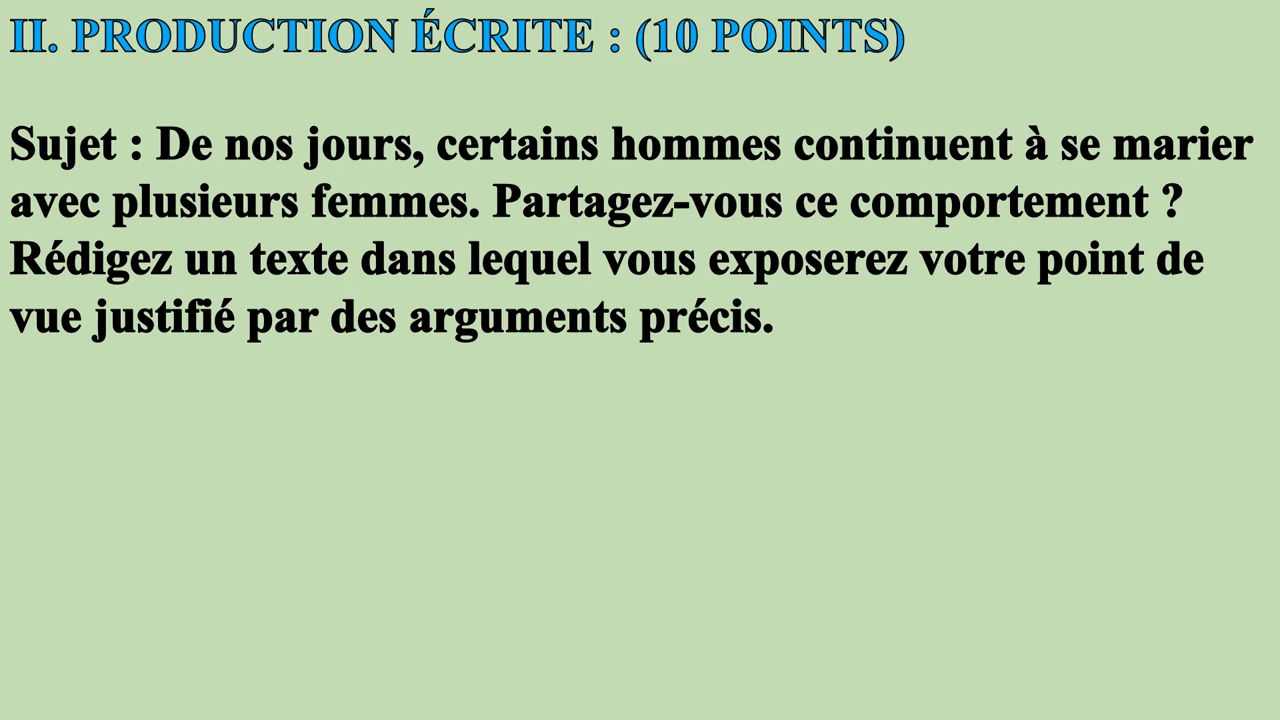 II. PRODUCTION ÉCRITE : (10 POINTS)
Sujet : De nos jours, certains hommes continuent à se marier
avec plusieurs femmes. Partagez-vous ce comportement ?
Rédigez un texte dans lequel vous exposerez votre point de
vue justifié par des arguments précis.